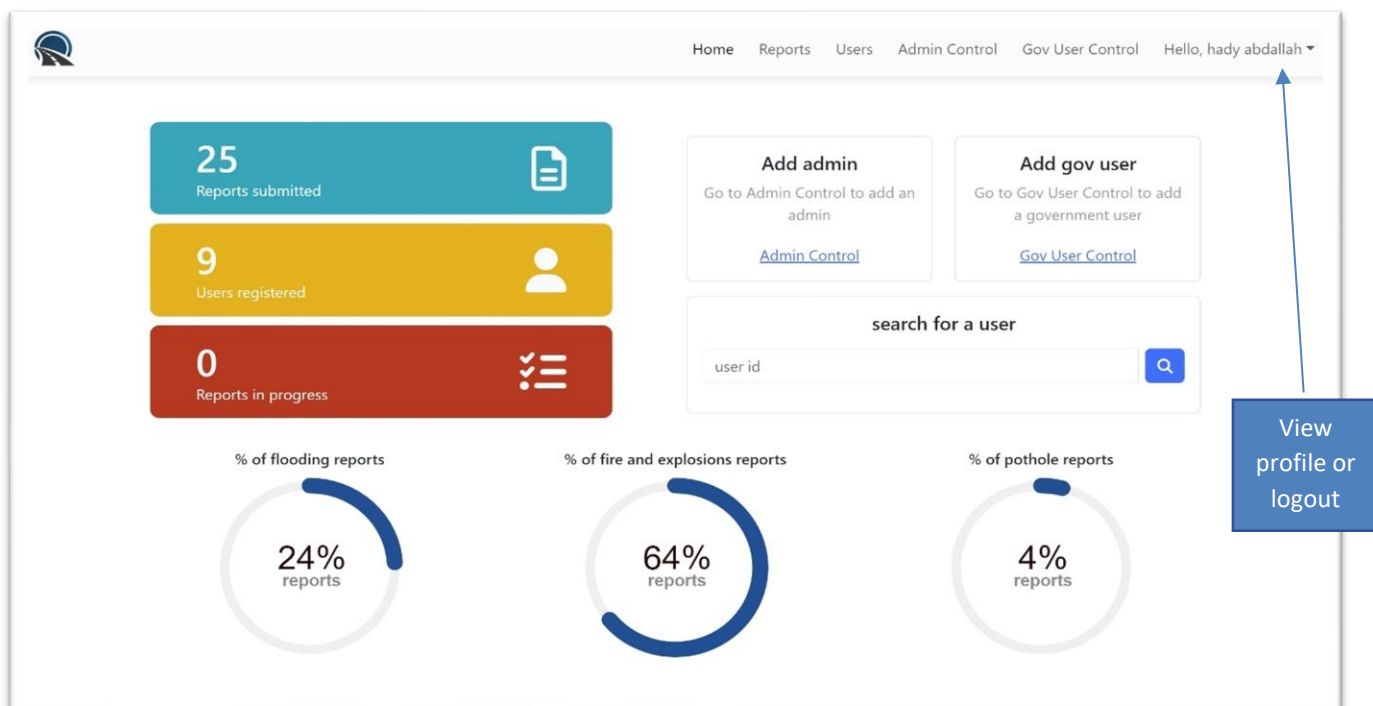 Home Reports Users Admin Control Gov User Control Hello, hady abdallah
25
Reports submitted
9
Users registered
0
Reports in progress
Add admin
Go to Admin Control to add an
admin
Admin Control
Add gov user
Go to Gov User Control to add
a government user
Gov User Control
search for a user
user id
View
profile or
logout
% of flooding reports
24%
reports
% of fire and explosions reports
64%
reports
% of pothole reports
4%
reports